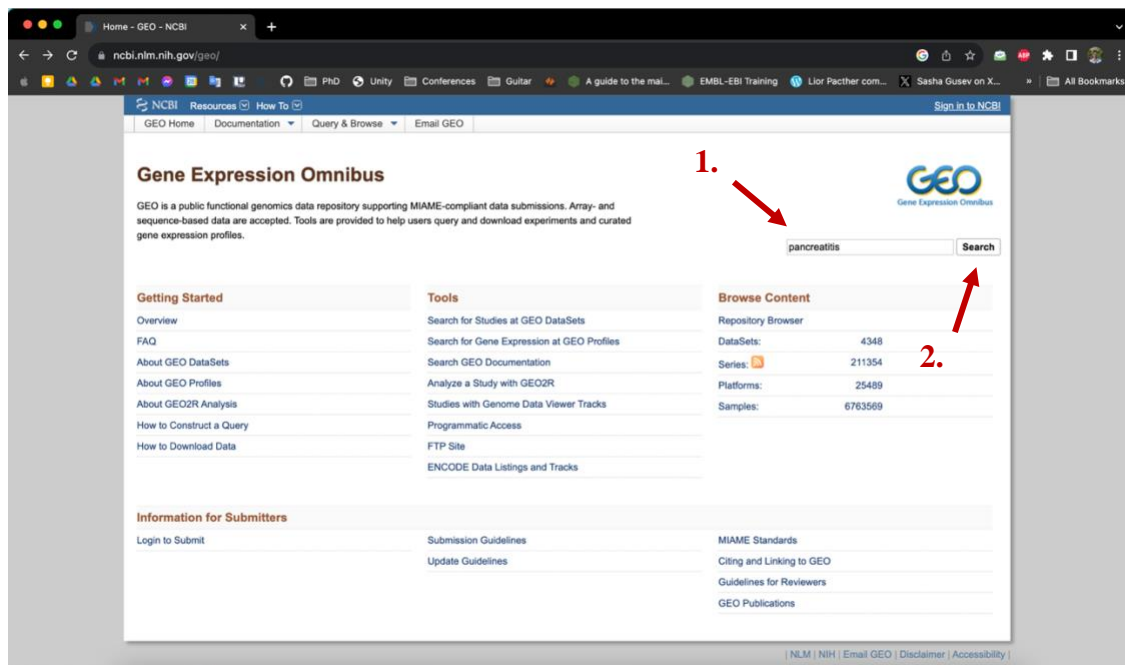 Home - GEO - NCBI
ncbi.nlm.nih.gov/geo/
PhD Unity Conferences Guitar A guide to the mai... EMBL-EBI Training Lior Pacther com... Sasha Gusev on X... » All Bookmarks
NCBI Resources How To Sign in to NCBI
GEO Home Documentation Query & Browse Email GEO
1.
Gene Expression Omnibus
GEO
Gene Expression Omnibus
GEO is a public functional genomics data repository supporting MIAME-compliant data submissions. Array- and
sequence-based data are accepted. Tools are provided to help users query and download experiments and curated
gene expression profiles.
pancreatitis Search
2.
Getting Started
Overview
FAQ
About GEO DataSets
About GEO Profiles
About GEO2R Analysis
How to Construct a Query
How to Download Data
Tools
Search for Studies at GEO DataSets
Search for Gene Expression at GEO Profiles
Search GEO Documentation
Analyze a Study with GEO2R
Studies with Genome Data Viewer Tracks
Programmatic Access
FTP Site
ENCODE Data Listings and Tracks
Browse Content
Repository Browser
DataSets: 4348
Series: 211354
Platforms: 25489
Samples: 6763569
Information for Submitters
Login to Submit
Submission Guidelines
Update Guidelines
MIAME Standards
Citing and Linking to GEO
Guidelines for Reviewers
GEO Publications
| NLM | NIH | Email GEO | Disclaimer | Accessibility |